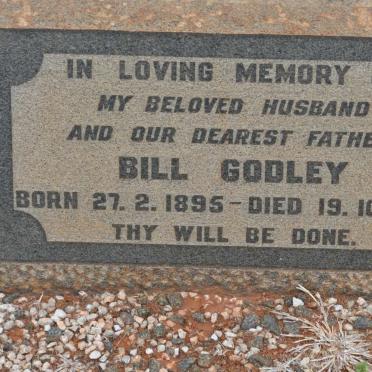 IN LOVING MEMORY
MY BELOVED HUSBAND
AND OUR DEAREST FATHE
BILL GODLEY
BORN 27. 2. 1895 - DIED 19. 10
THY WILL BE DONE.